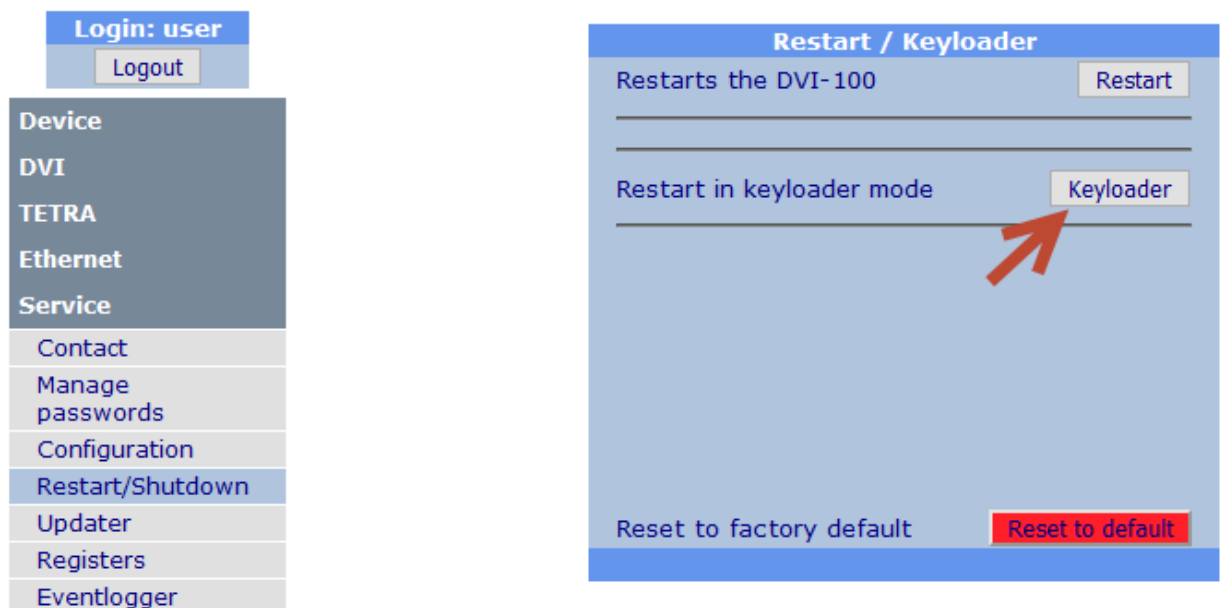 Login: user
Logout
Device
DVI
TETRA
Ethernet
Service
Contact
Manage
passwords
Configuration
Restart/Shutdown
Updater
Registers
Eventlogger
Restart / Keyloader
Restarts the DVI-100
Restart
Restart in keyloader mode
Keyloader
Reset to factory default
Reset to default